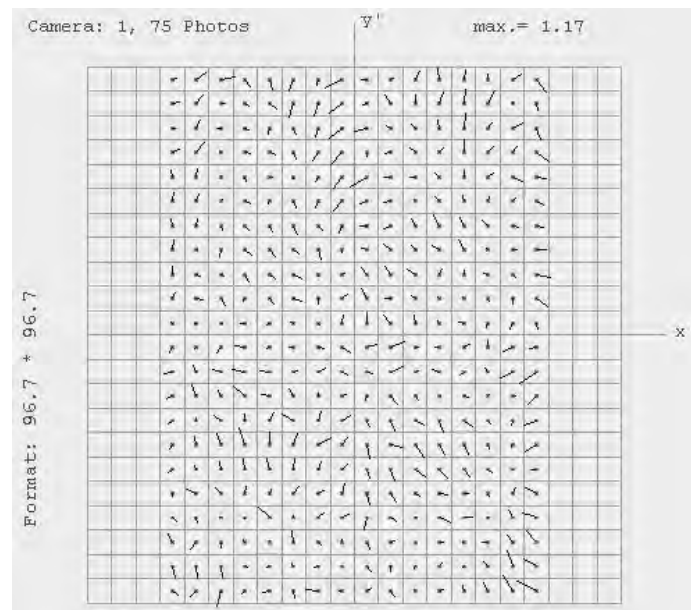 Camera: 1, 75 Photos
y'
max.= 1.17
Format: 96.7 * 96.7
x